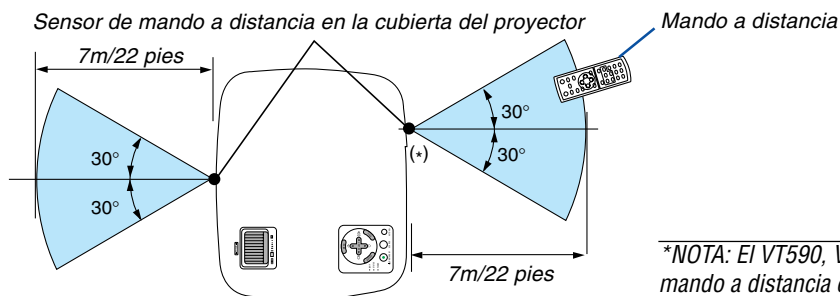 Sensor de mando a distancia en la cubierta del proyector
Mando a distancia
7m/22 pies
30°
30°
30°
30°
(*)
7m/22 pies
*NOTA: El VT590,
mando a distancia